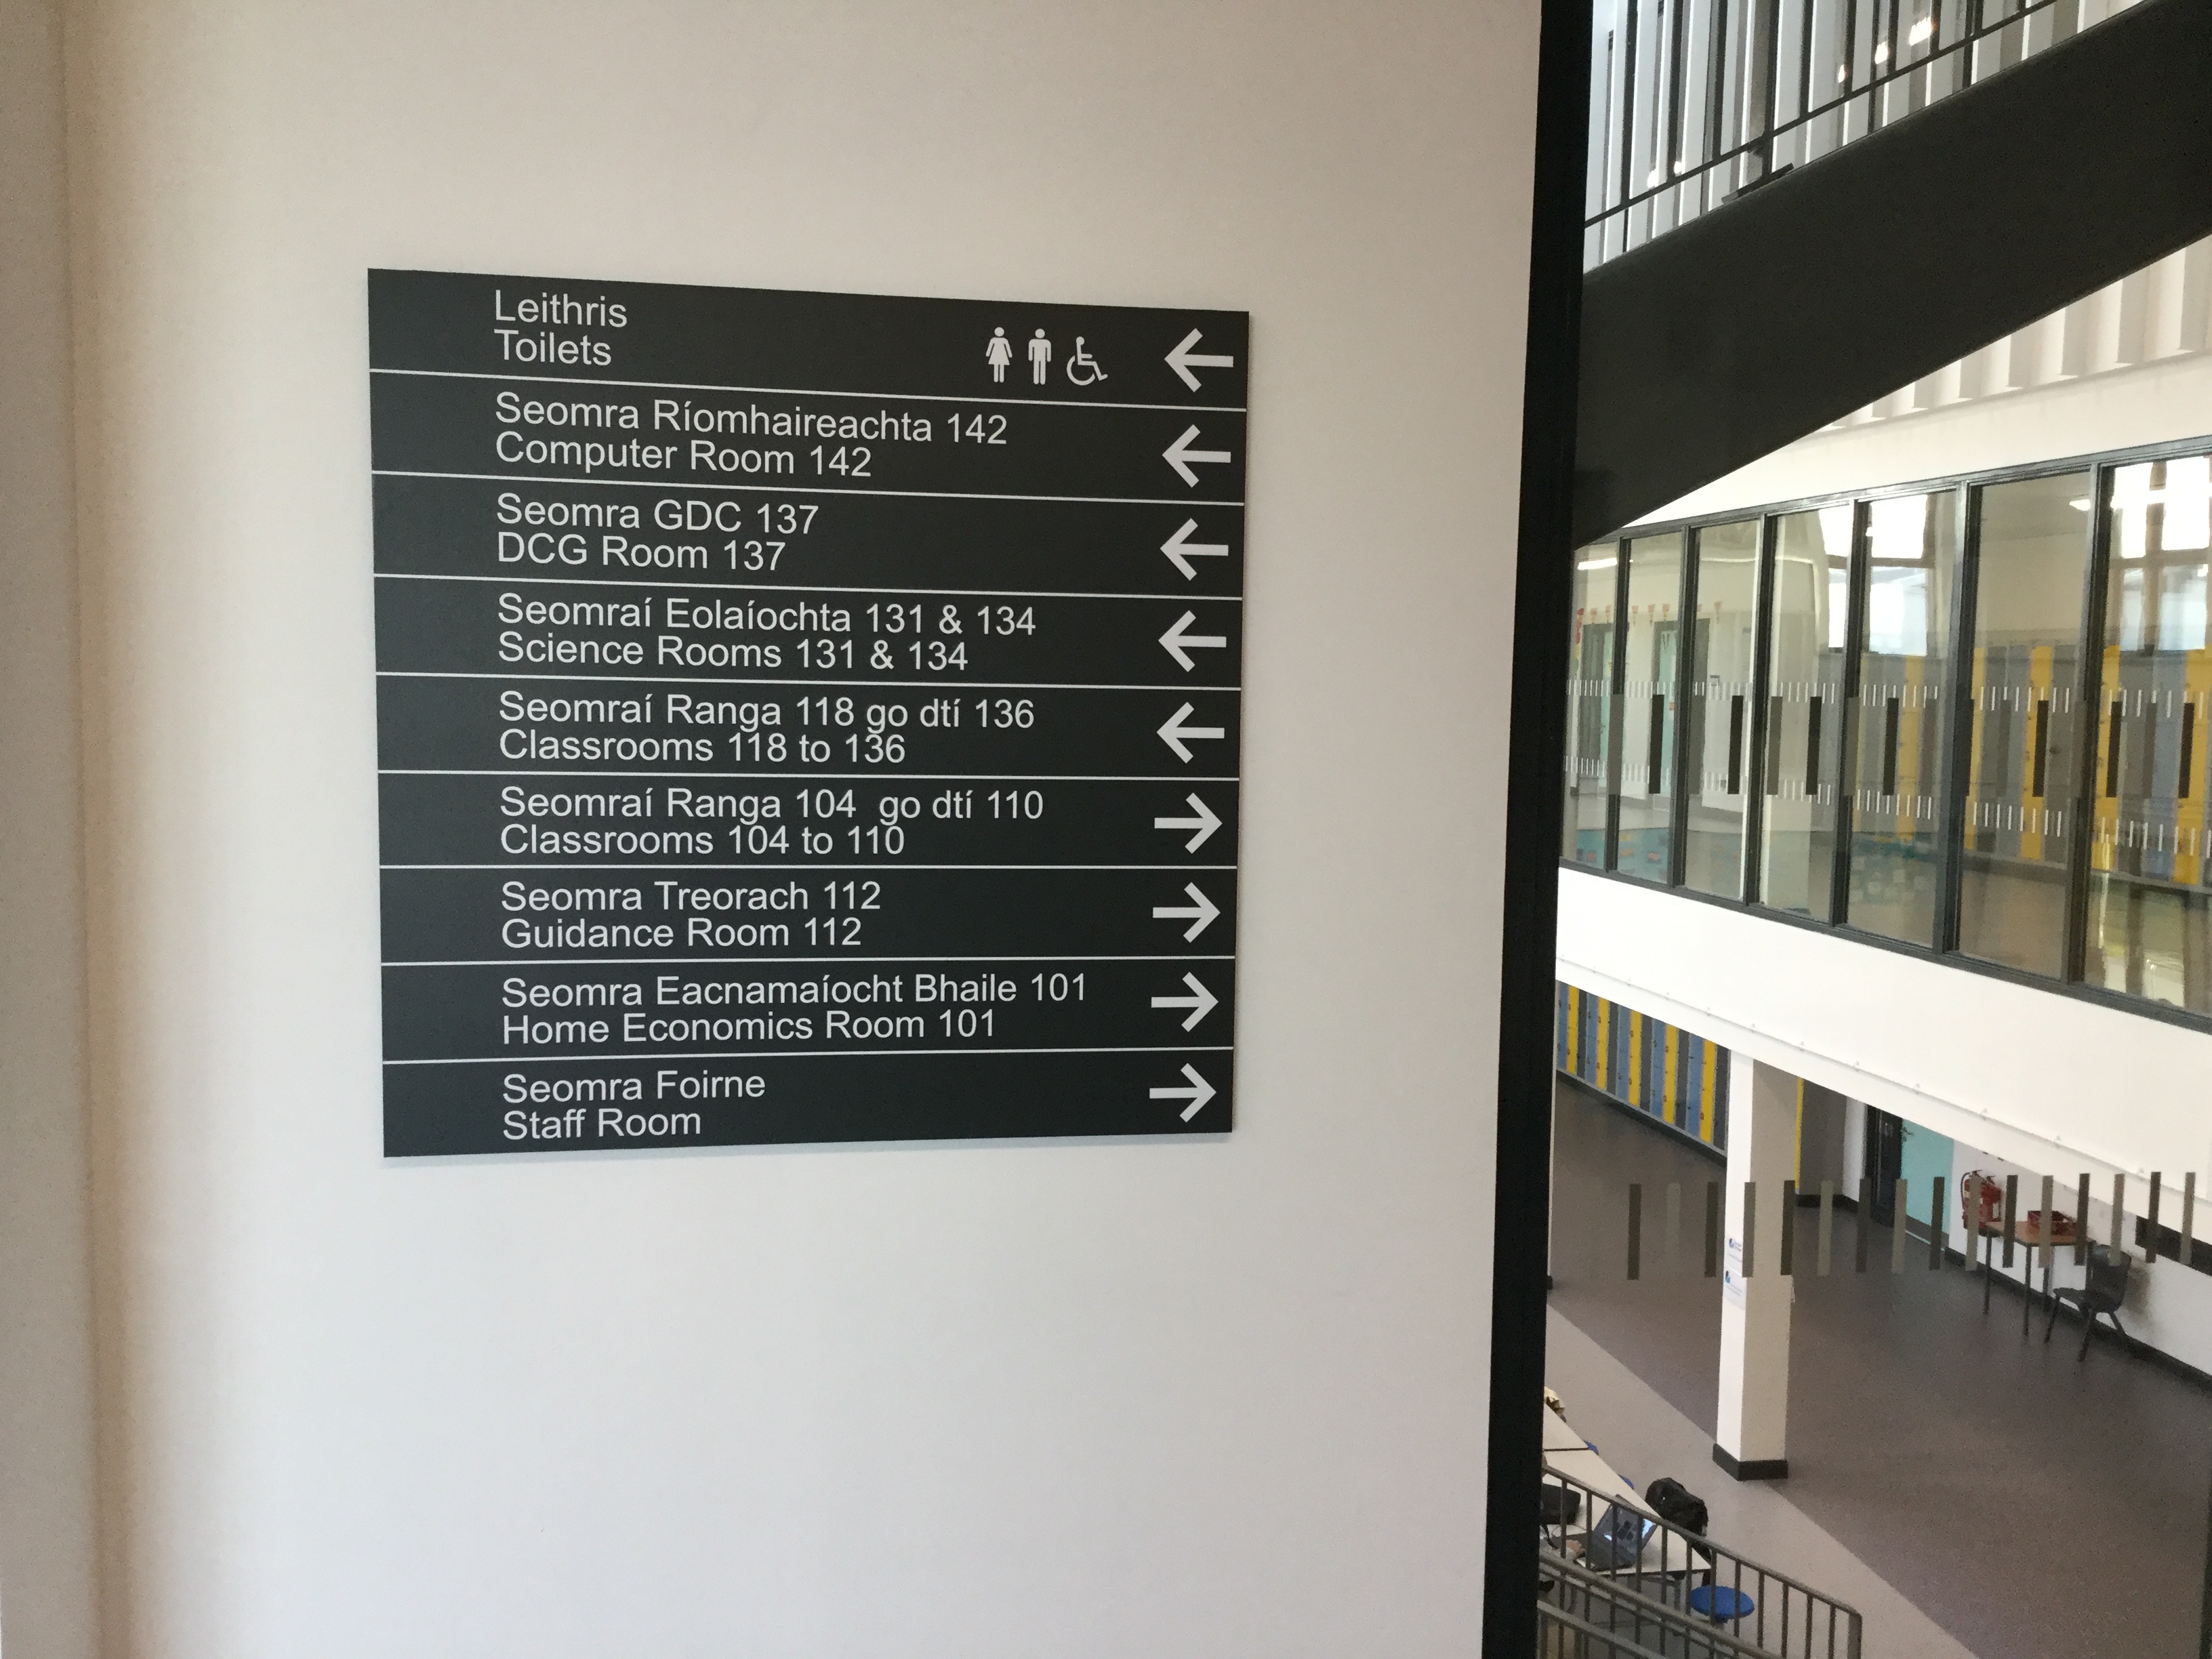 Leithris
Toilets
Seomra Ríomhaireachta 142
Computer Room 142
Seomra GDC 137
DCG Room 137
Seomraí Eolaíochta 131 & 134
Science Rooms 131 & 134
Seomraí Ranga 118 go dtí 136
Classrooms 118 to 136
Seomraí Ranga 104 go dtí 110
Classrooms 104 to 110
Seomra Treorach 112
Guidance Room 112
Seomra Eacnamaíocht Bhaile 101
Home Economics Room 101
Seomra Foirne
Staff Room